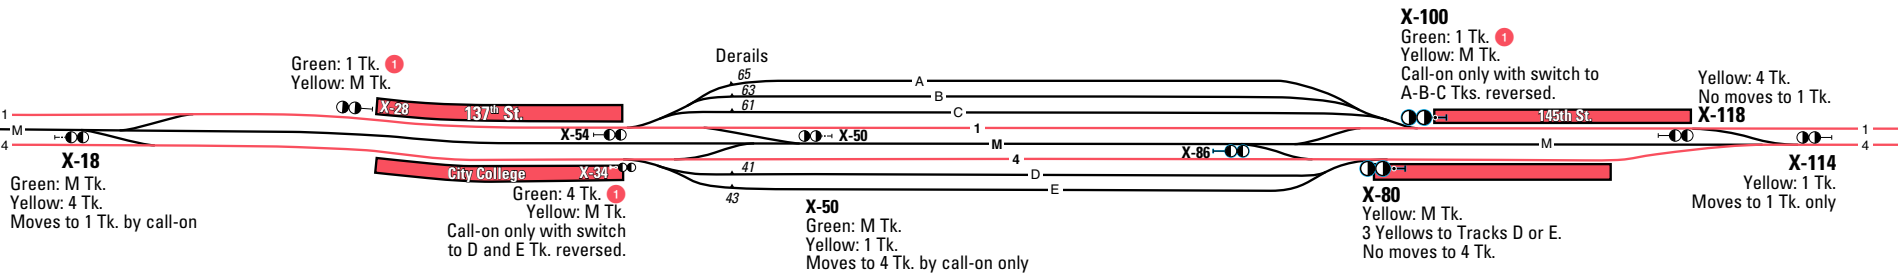 Green: 1 Tk. 1
Yellow: M Tk.
X-28
137th St.
1
M
4
X-18
Green: M Tk.
Yellow: 4 Tk.
Moves to 1 Tk. by call-on
City College
X-34
Green: 4 Tk. 1
Yellow: M Tk.
Call-on only with switch
to D and E Tk. reversed.
X-54
Derails
65
63
61
41
43
A
B
C
1
M
4
D
E
X-50
X-50
Green: M Tk.
Yellow: 1 Tk.
Moves to 4 Tk. by call-on only
X-86
X-100
Green: 1 Tk. 1
Yellow: M Tk.
Call-on only with switch to
A-B-C Tks. reversed.
145th St.
X-80
Yellow: M Tk.
3 Yellows to Tracks D or E.
No moves to 4 Tk.
M
Yellow: 4 Tk.
No moves to 1 Tk.
X-118
X-114
Yellow: 1 Tk.
Moves to 1 Tk. only
1
4